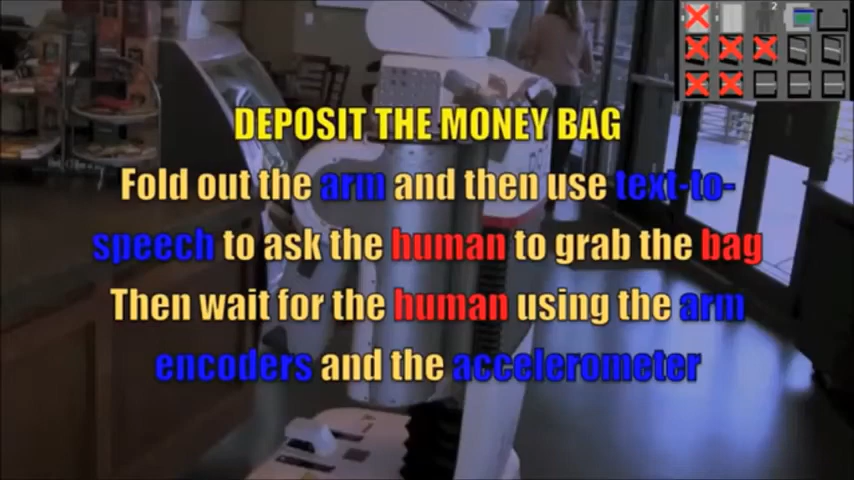 2
DEPOSIT THE MONEY BAG
Fold out the arm and then use text-to-
speech to ask the human to grab the bag
Then wait for the human using the arm
encoders and the accelerometer